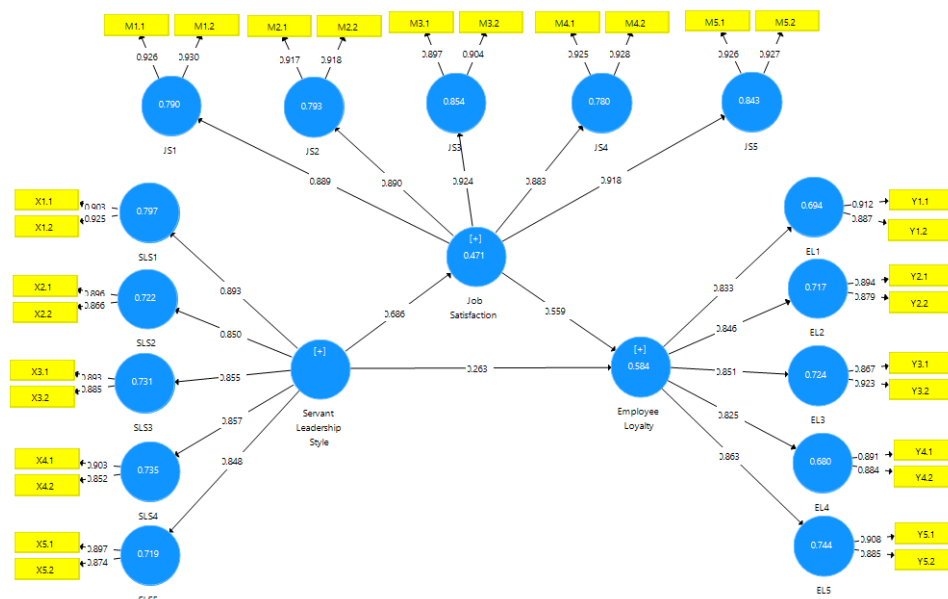 M1.1 M1.2 M2.1 M2.2 M3.1 M3.2 M4.1 M4.2 M5.1 M5.2
0.926 0.930 0.917 0.918 0.897 0.904 0.925 0.928 0.926 0.927
0.790 0.793 0.854 0.780 0.843
JS1 JS2 JS3 JS4 JS5
0.889 0.890 0.924 0.883 0.918
X1.1 0.903
X1.2 0.925
0.797
SLS1
X2.1 0.896
X2.2 0.866
0.722
SLS2
X3.1 0.893
X3.2 0.885
0.731
SLS3
X4.1 0.903
X4.2 0.852
0.735
SLS4
X5.1 0.897
X5.2 0.874
0.719
0.893
0.850
0.855
0.857
0.848
[+]
Servant
Leadership
Style
0.686
[+]
0.471
Job
Satisfaction
0.559
0.263
[+]
0.584
Employee
Loyalty
0.833
0.846
0.851
0.825
0.863
0.694
EL1
0.912 Y1.1
0.887 Y1.2
0.717
EL2
0.894 Y2.1
0.879 Y2.2
0.724
EL3
0.867 Y3.1
0.923 Y3.2
0.680
EL4
0.891 Y4.1
0.884 Y4.2
0.744
EL5
0.908 Y5.1
0.885 Y5.2